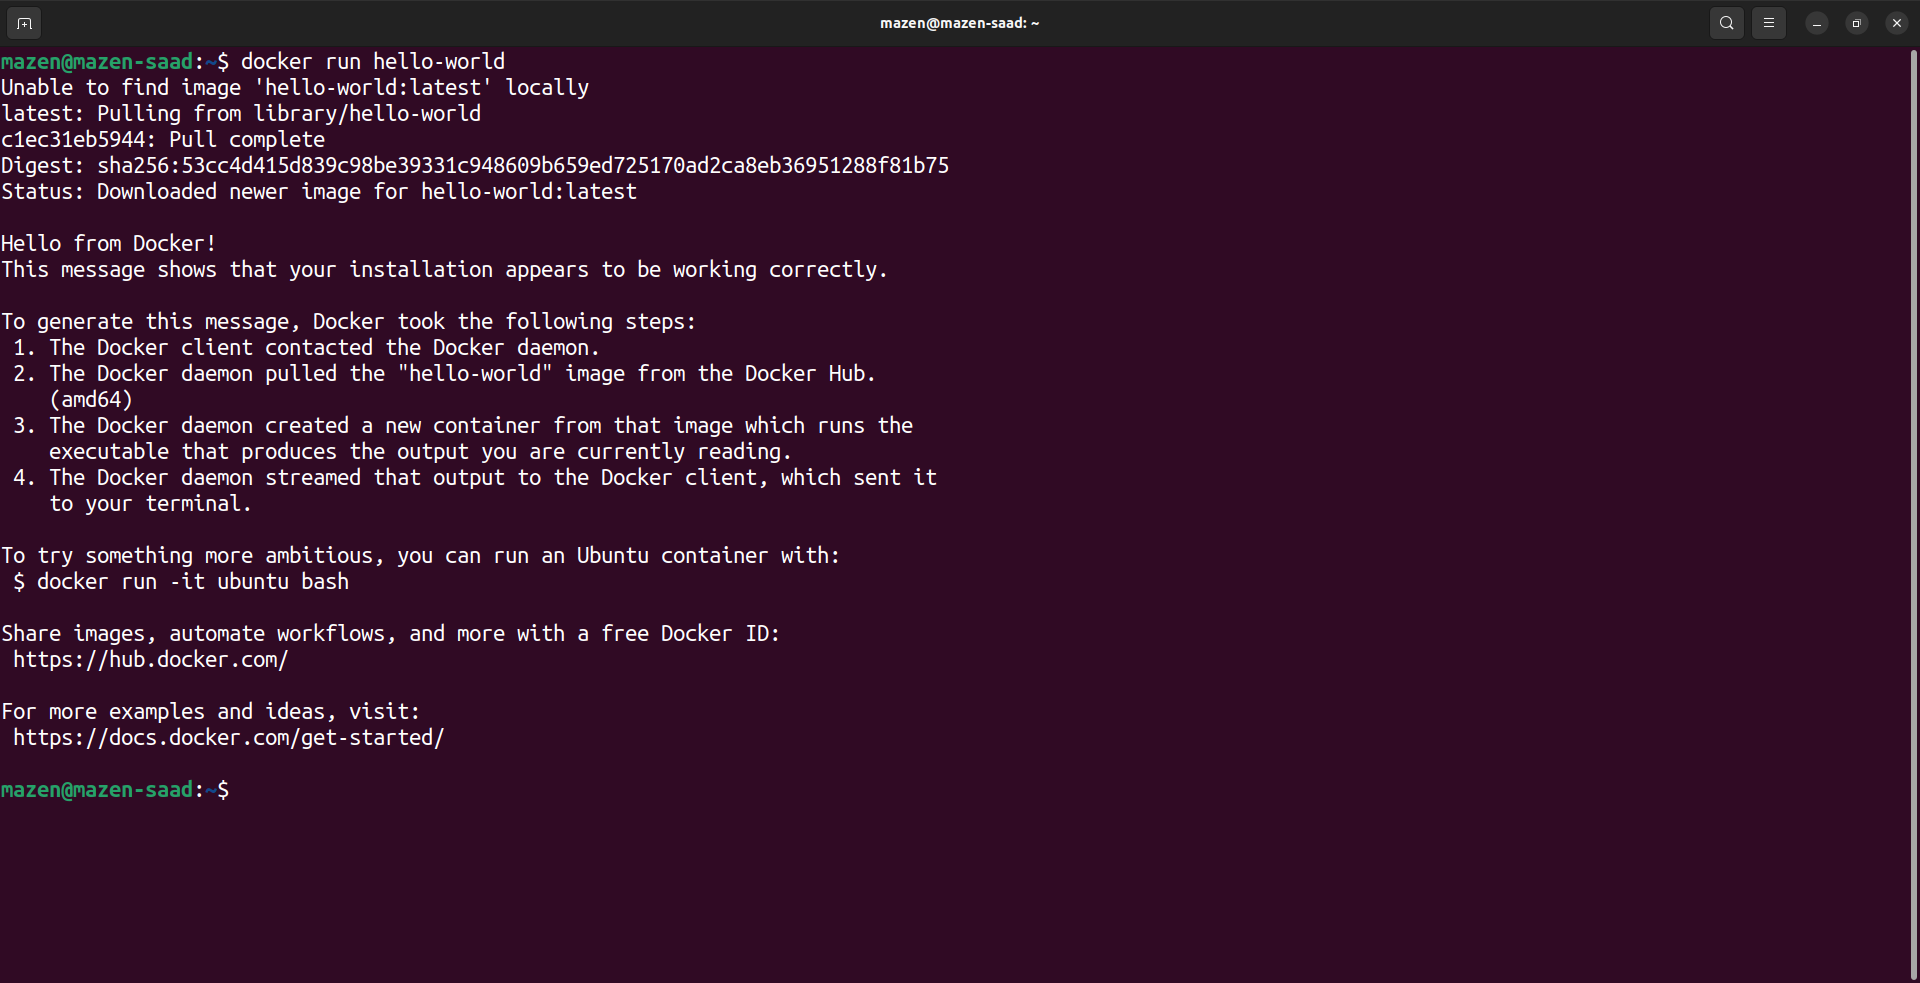 mazen@mazen-saad: ~
mazen@mazen-saad:~$ docker run hello-world
Unable to find image 'hello-world:latest' locally
latest: Pulling from library/hello-world
c1ec31eb5944: Pull complete
Digest: sha256:53cc4d415d839c98be39331c948609b659ed725170ad2ca8eb36951288f81b75
Status: Downloaded newer image for hello-world:latest

Hello from Docker!
This message shows that your installation appears to be working correctly.

To generate this message, Docker took the following steps:
 1. The Docker client contacted the Docker daemon.
 2. The Docker daemon pulled the "hello-world" image from the Docker Hub.
    (amd64)
 3. The Docker daemon created a new container from that image which runs the
    executable that produces the output you are currently reading.
 4. The Docker daemon streamed that output to the Docker client, which sent it
    to your terminal.

To try something more ambitious, you can run an Ubuntu container with:
 $ docker run -it ubuntu bash

Share images, automate workflows, and more with a free Docker ID:
 https://hub.docker.com/

For more examples and ideas, visit:
 https://docs.docker.com/get-started/

mazen@mazen-saad:~$